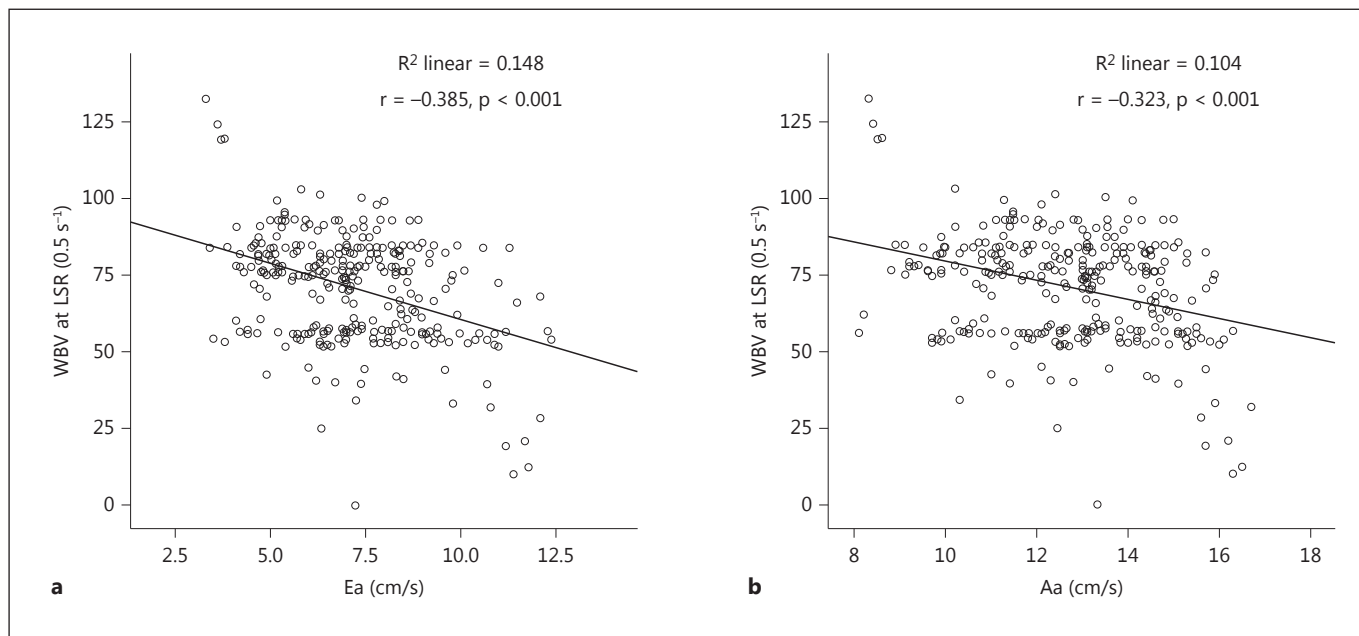 R² linear = 0.148
r = –0.385, p < 0.001
125
100
75
50
25
0
WBV at LSR (0.5 s⁻¹)
2.5 5.0 7.5 10.0 12.5
Ea (cm/s)
a
R² linear = 0.104
r = –0.323, p < 0.001
125
100
75
50
25
0
WBV at LSR (0.5 s⁻¹)
8 10 12 14 16 18
Aa (cm/s)
b